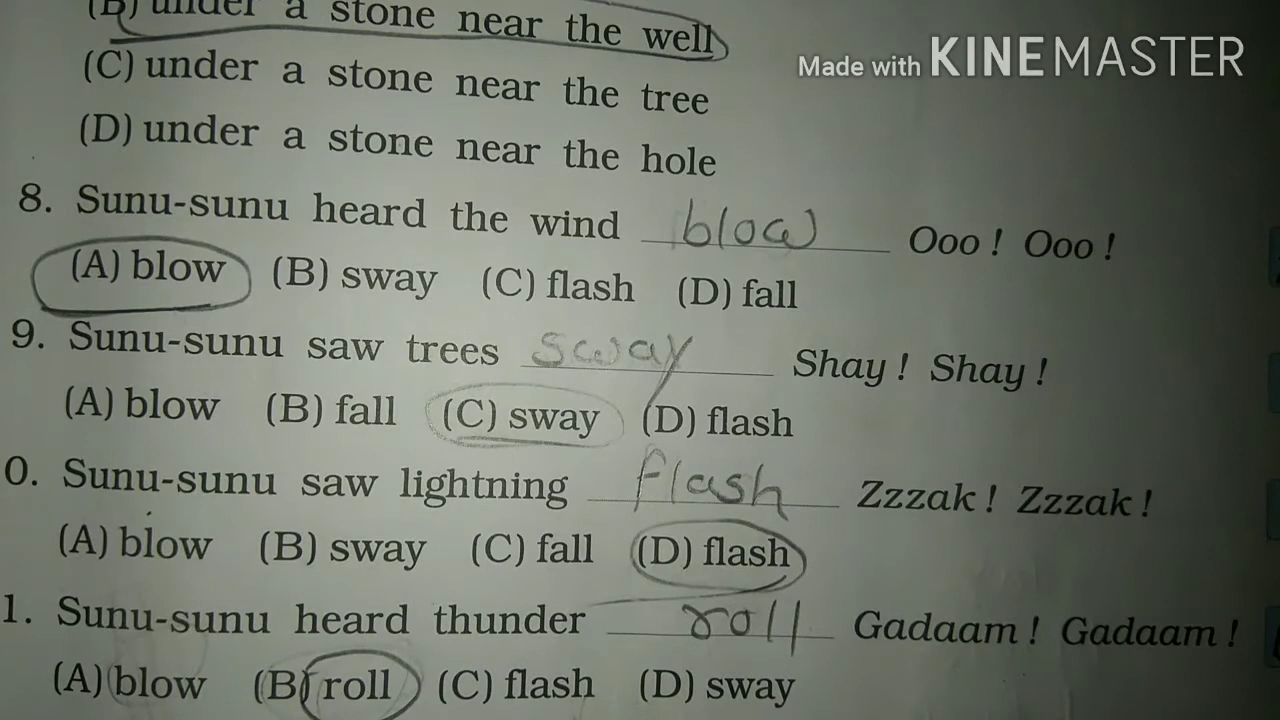 (B) under a stone near the well
Made with KINEMASTER
(C) under a stone near the tree
(D) under a stone near the hole
8. Sunu-sunu heard the wind blow Ooo ! Ooo !
(A) blow (B) sway (C) flash (D) fall
9. Sunu-sunu saw trees sway Shay ! Shay !
(A) blow (B) fall (C) sway (D) flash
0. Sunu-sunu saw lightning flash Zzzak ! Zzzak !
(A) blow (B) sway (C) fall (D) flash
1. Sunu-sunu heard thunder roll Gadaam ! Gadaam !
(A) blow (B) roll (C) flash (D) sway